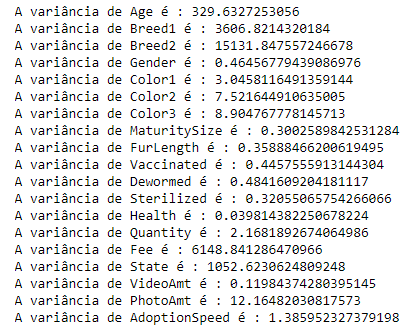 A variância de Age é : 329.6327253056
A variância de Breed1 é : 3606.8214320184
A variância de Breed2 é : 15131.847557246678
A variância de Gender é : 0.46456779439086976
A variância de Color1 é : 3.0458116491359144
A variância de Color2 é : 7.521644910635005
A variância de Color3 é : 8.904767778145713
A variância de MaturitySize é : 0.3002589842531284
A variância de FurLength é : 0.35888466200619495
A variância de Vaccinated é : 0.4457555913144304
A variância de Dewormed é : 0.4841609204181117
A variância de Sterilized é : 0.32055065754266066
A variância de Health é : 0.039814382250678224
A variância de Quantity é : 2.1681892674064986
A variância de Fee é : 6148.841286470966
A variância de State é : 1052.6230624809248
A variância de VideoAmt é : 0.11984374280395145
A variância de PhotoAmt é : 12.16482030817573
A variância de AdoptionSpeed é : 1.385952327379198